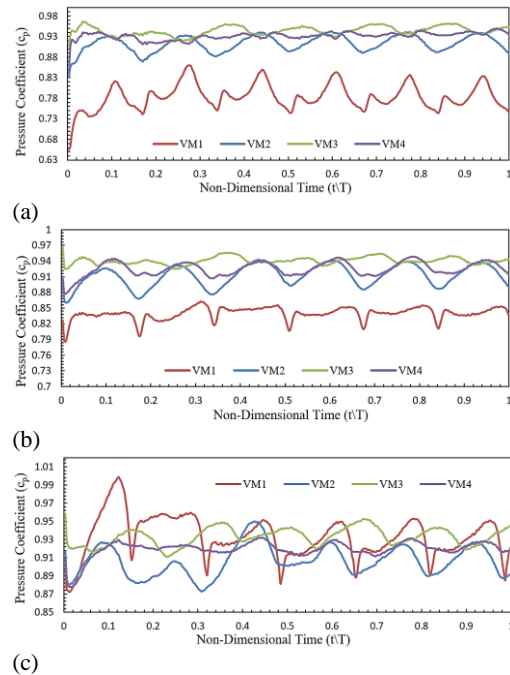 Pressure Coefficient (cp)
0.98
0.93
0.88
0.83
0.78
0.73
0.68
0.63
VM1 VM2 VM3 VM4
0 0.1 0.2 0.3 0.4 0.5 0.6 0.7 0.8 0.9 1
Non-Dimensional Time (t\T)
(a)
Pressure Coefficient (cp)
1
0.97
0.94
0.91
0.88
0.85
0.82
0.79
0.76
0.73
0.7
VM1 VM2 VM3 VM4
0 0.1 0.2 0.3 0.4 0.5 0.6 0.7 0.8 0.9 1
Non-Dimensional Time (t\T)
(b)
Pressure Coefficient (cp)
1.01
0.99
0.97
0.95
0.93
0.91
0.89
0.87
0.85
VM1 VM2 VM3 VM4
0 0.1 0.2 0.3 0.4 0.5 0.6 0.7 0.8 0.9 1
Non-Dimensional Time (t\T)
(c)